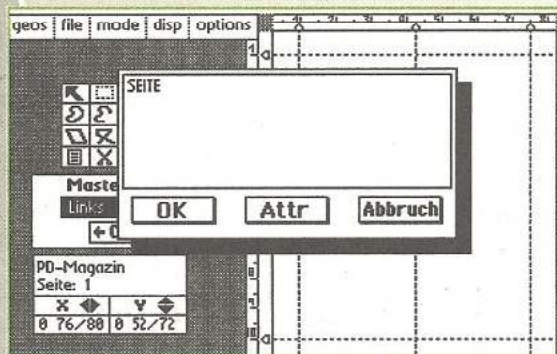 geos file mode disp options
SEITE
OK Attr Abbruch
Maste
Links
PD-Magazin
Seite: 1
X Y
0 76/80 0 52/72